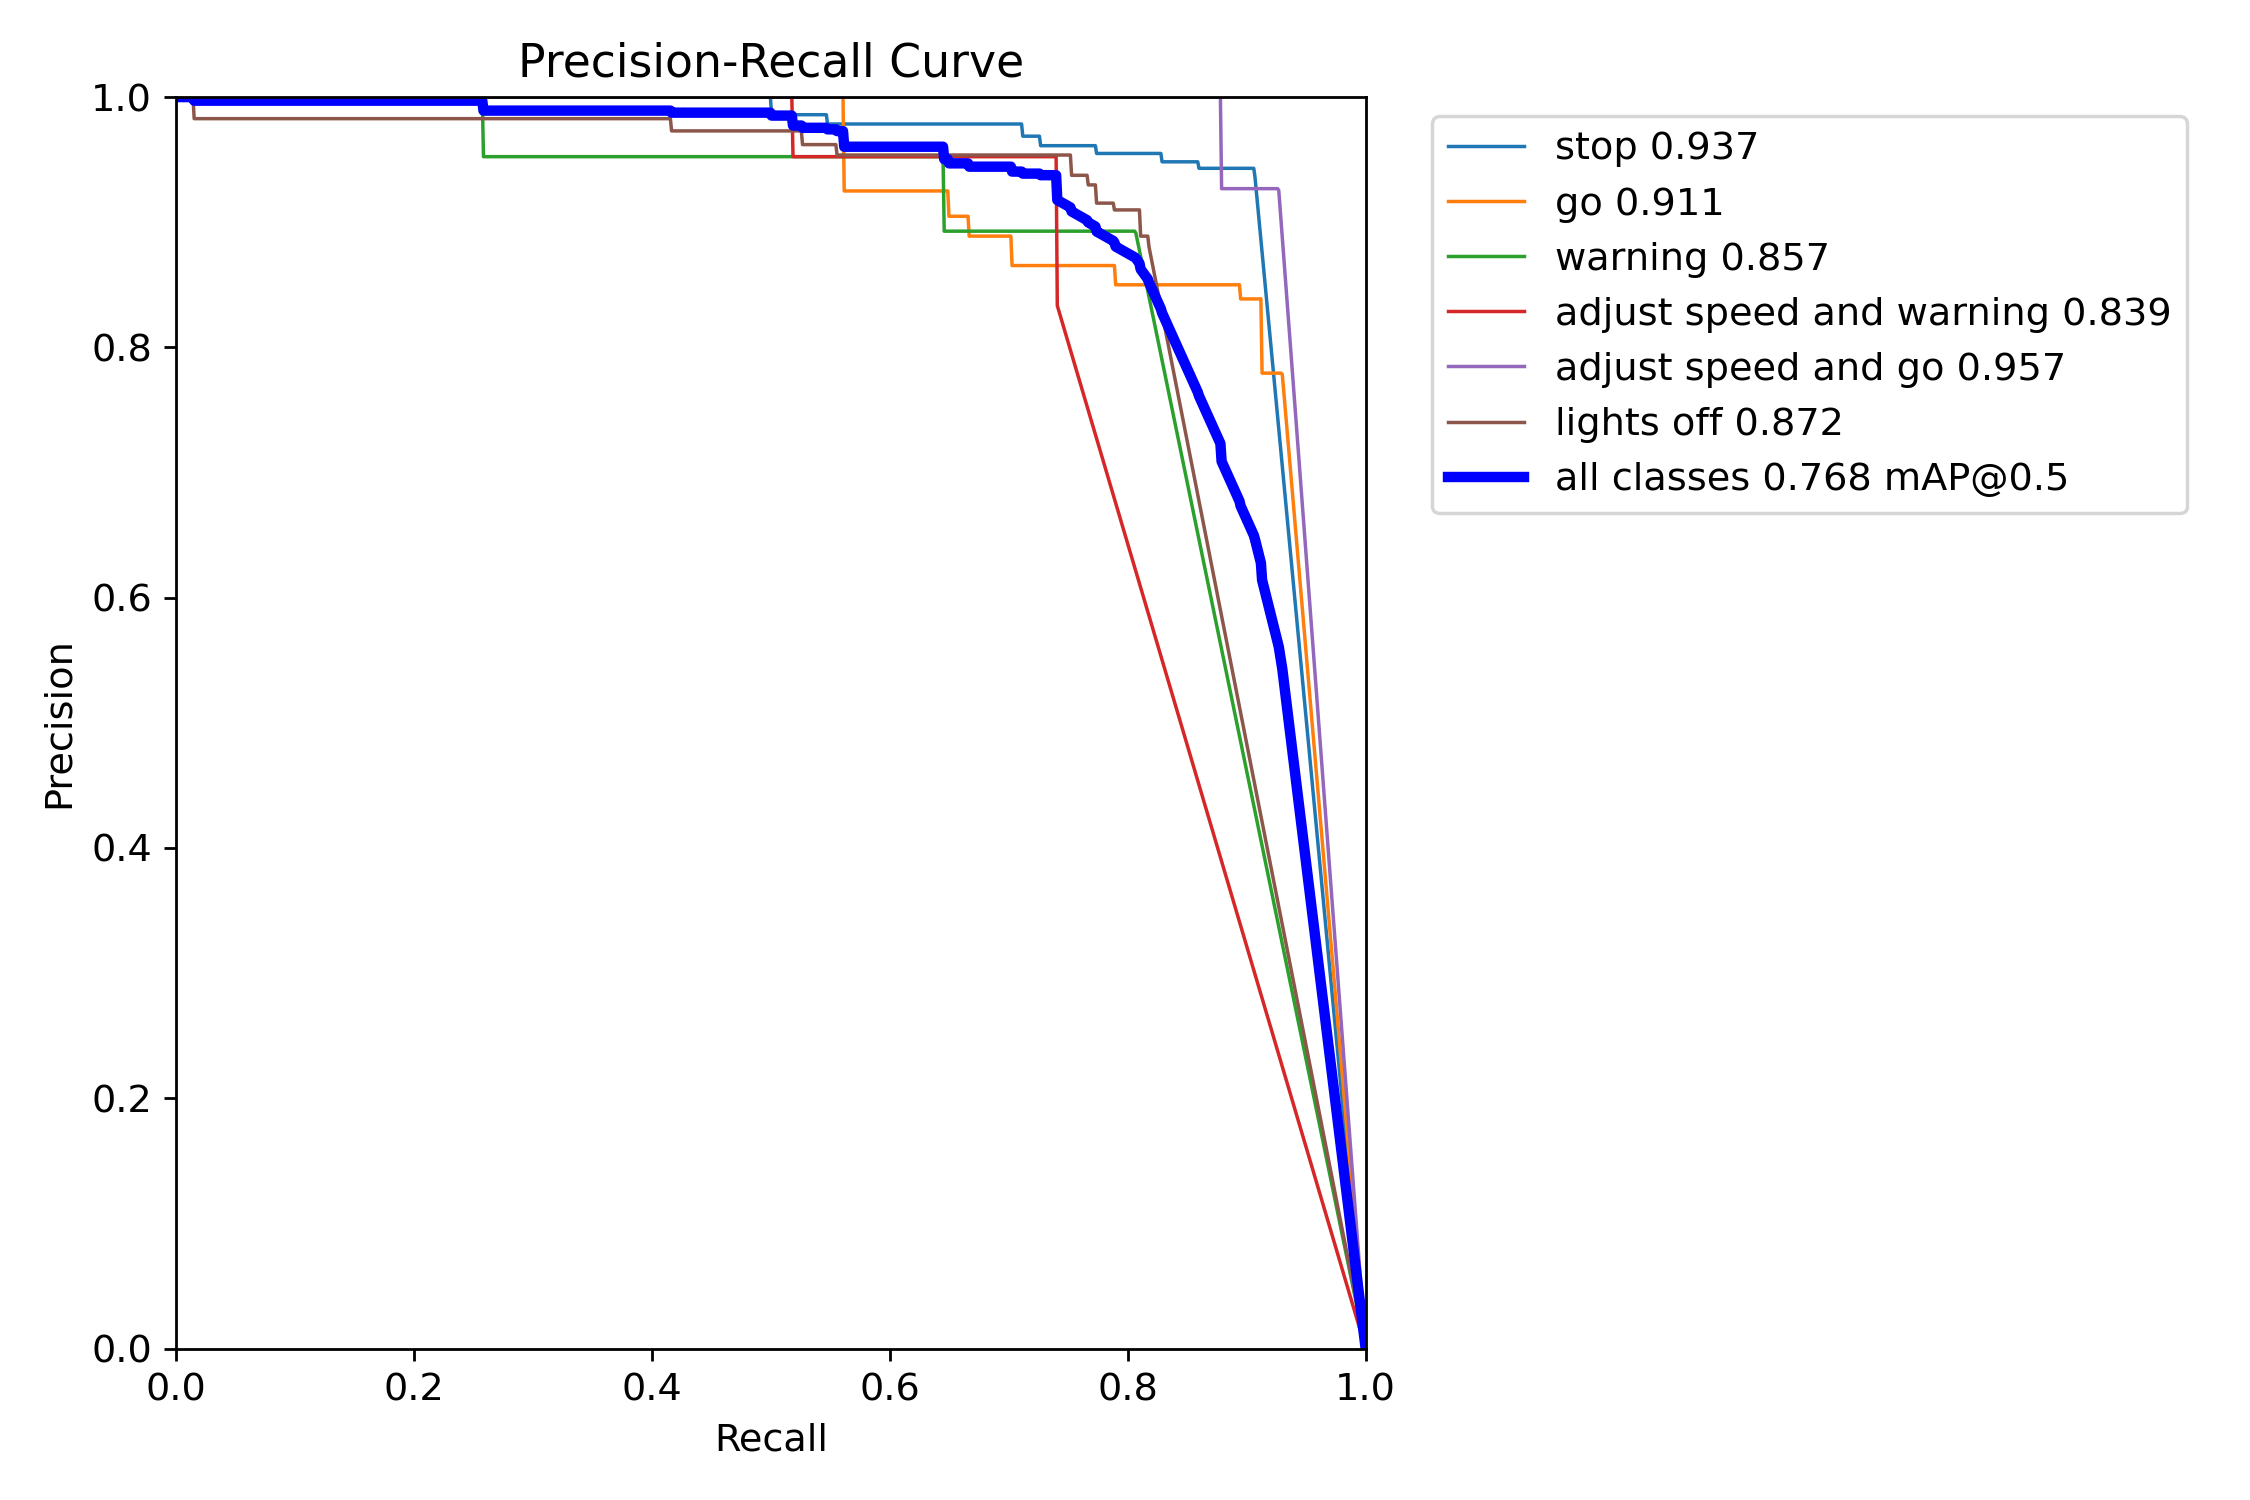 Precision-Recall Curve
1.0
0.8
0.6
0.4
0.2
0.0
Precision
0.0 0.2 0.4 0.6 0.8 1.0
Recall
stop 0.937
go 0.911
warning 0.857
adjust speed and warning 0.839
adjust speed and go 0.957
lights off 0.872
all classes 0.768 mAP@0.5